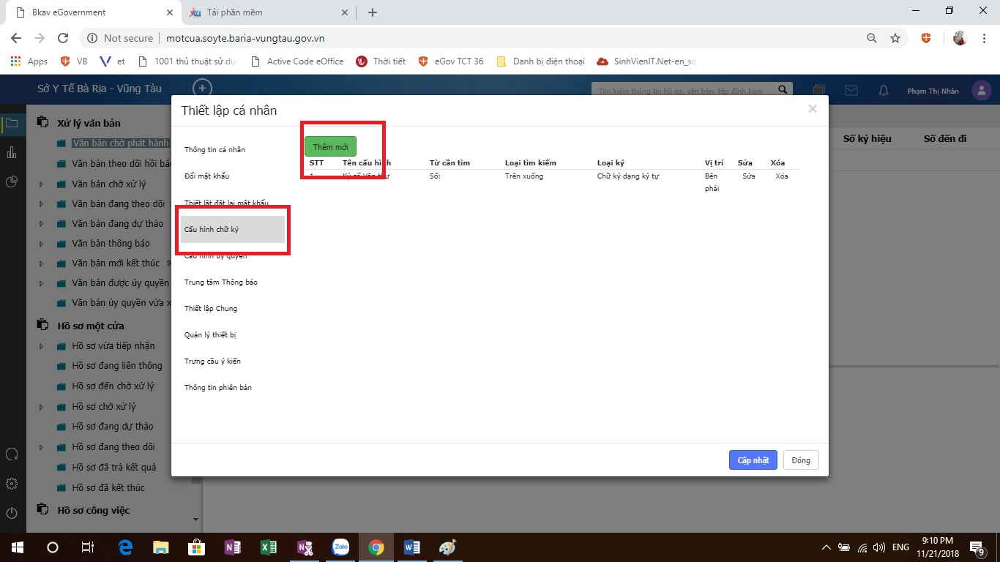 Bkav eGovernment
Tải phần mềm
Not secure | motcua.soyte.baria-vungtau.gov.vn
Apps VB et 1001 thủ thuật sử dụ Active Code eOffice Thời tiết eGov TCT 36 Danh bị điện thoại SinhVienIT.Net-en_sq
Sở Y Tế Bà Rịa - Vũng Tàu
Tìm kiếm thông tin hồ sơ, văn bản, tệp đính kèm
Phạm Thị Nhàn
Xử lý văn bản
Văn bản chờ phát hành
Văn bản theo dõi hồi báo
Văn bản chờ xử lý
Văn bản đang theo dõi
Văn bản đang dự thảo
Văn bản thông báo
Văn bản mới kết thúc 9
Văn bản được ủy quyền
Văn bản ủy quyền vừa x
Hồ sơ một cửa
Hồ sơ vừa tiếp nhận
Hồ sơ đang liên thông
Hồ sơ đến chờ xử lý
Hồ sơ chờ xử lý
Hồ sơ đang dự thảo
Hồ sơ đang theo dõi
Hồ sơ đã trả kết quả
Hồ sơ đã kết thúc
Hồ sơ công việc
Số ký hiệu Số đến đi
Thiết lập cá nhân
Thông tin cá nhân
Đổi mật khẩu
Thiết lật đặt lại mật khẩu
Cấu hình chữ ký
Cấu hình ủy quyền
Trung tâm Thông báo
Thiết lập Chung
Quản lý thiết bị
Trưng cầu ý kiến
Thông tin phiên bản
Thêm mới
STT Tên cấu hình Từ cần tìm Loại tìm kiếm Loại ký Vị trí Sửa Xóa
1 Ký số Văn thư Số: Trên xuống Chữ ký dạng ký tự Bên phải Sửa Xóa
Cập nhật Đóng
ENG
9:10 PM
11/21/2018
9